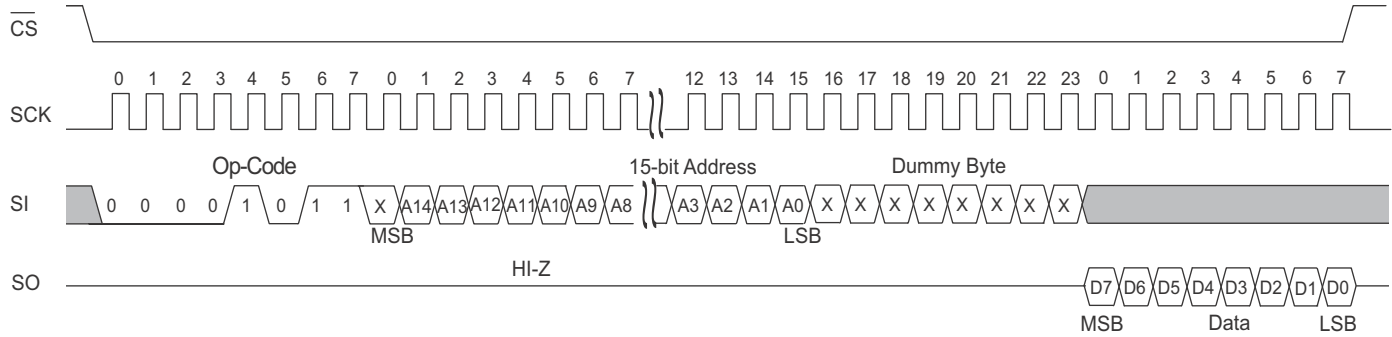 CS
0 1 2 3 4 5 6 7 0 1 2 3 4 5 6 7 12 13 14 15 16 17 18 19 20 21 22 23 0 1 2 3 4 5 6 7
SCK
Op-Code 15-bit Address Dummy Byte
SI 0 0 0 0 1 0 1 1 X A14 A13 A12 A11 A10 A9 A8 A3 A2 A1 A0 X X X X X X X X
MSB LSB
HI-Z
SO D7 D6 D5 D4 D3 D2 D1 D0
MSB Data LSB